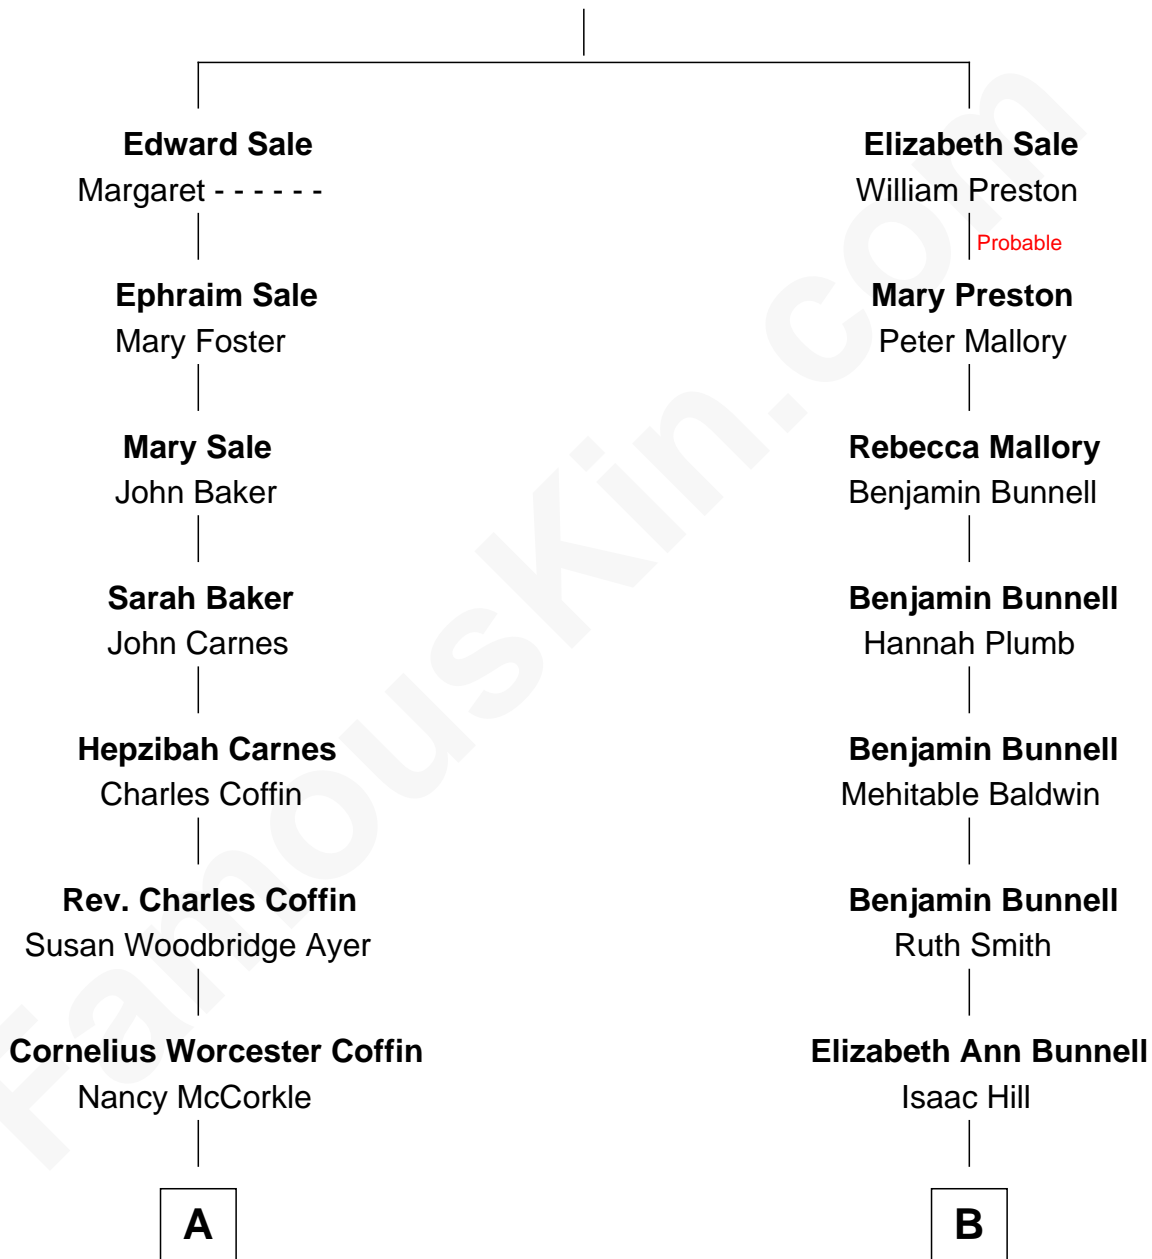 Edward Sale
Margaret - - - - - -
Ephraim Sale
Mary Foster
Mary Sale
John Baker
Sarah Baker
John Carnes
Hepzibah Carnes
Charles Coffin
Rev. Charles Coffin
Susan Woodbridge Ayer
Cornelius Worcester Coffin
Nancy McCorkle
A
Elizabeth Sale
William Preston
Probable
Mary Preston
Peter Mallory
Rebecca Mallory
Benjamin Bunnell
Benjamin Bunnell
Hannah Plumb
Benjamin Bunnell
Mehitable Baldwin
Benjamin Bunnell
Ruth Smith
Elizabeth Ann Bunnell
Isaac Hill
B
FamousKin.com